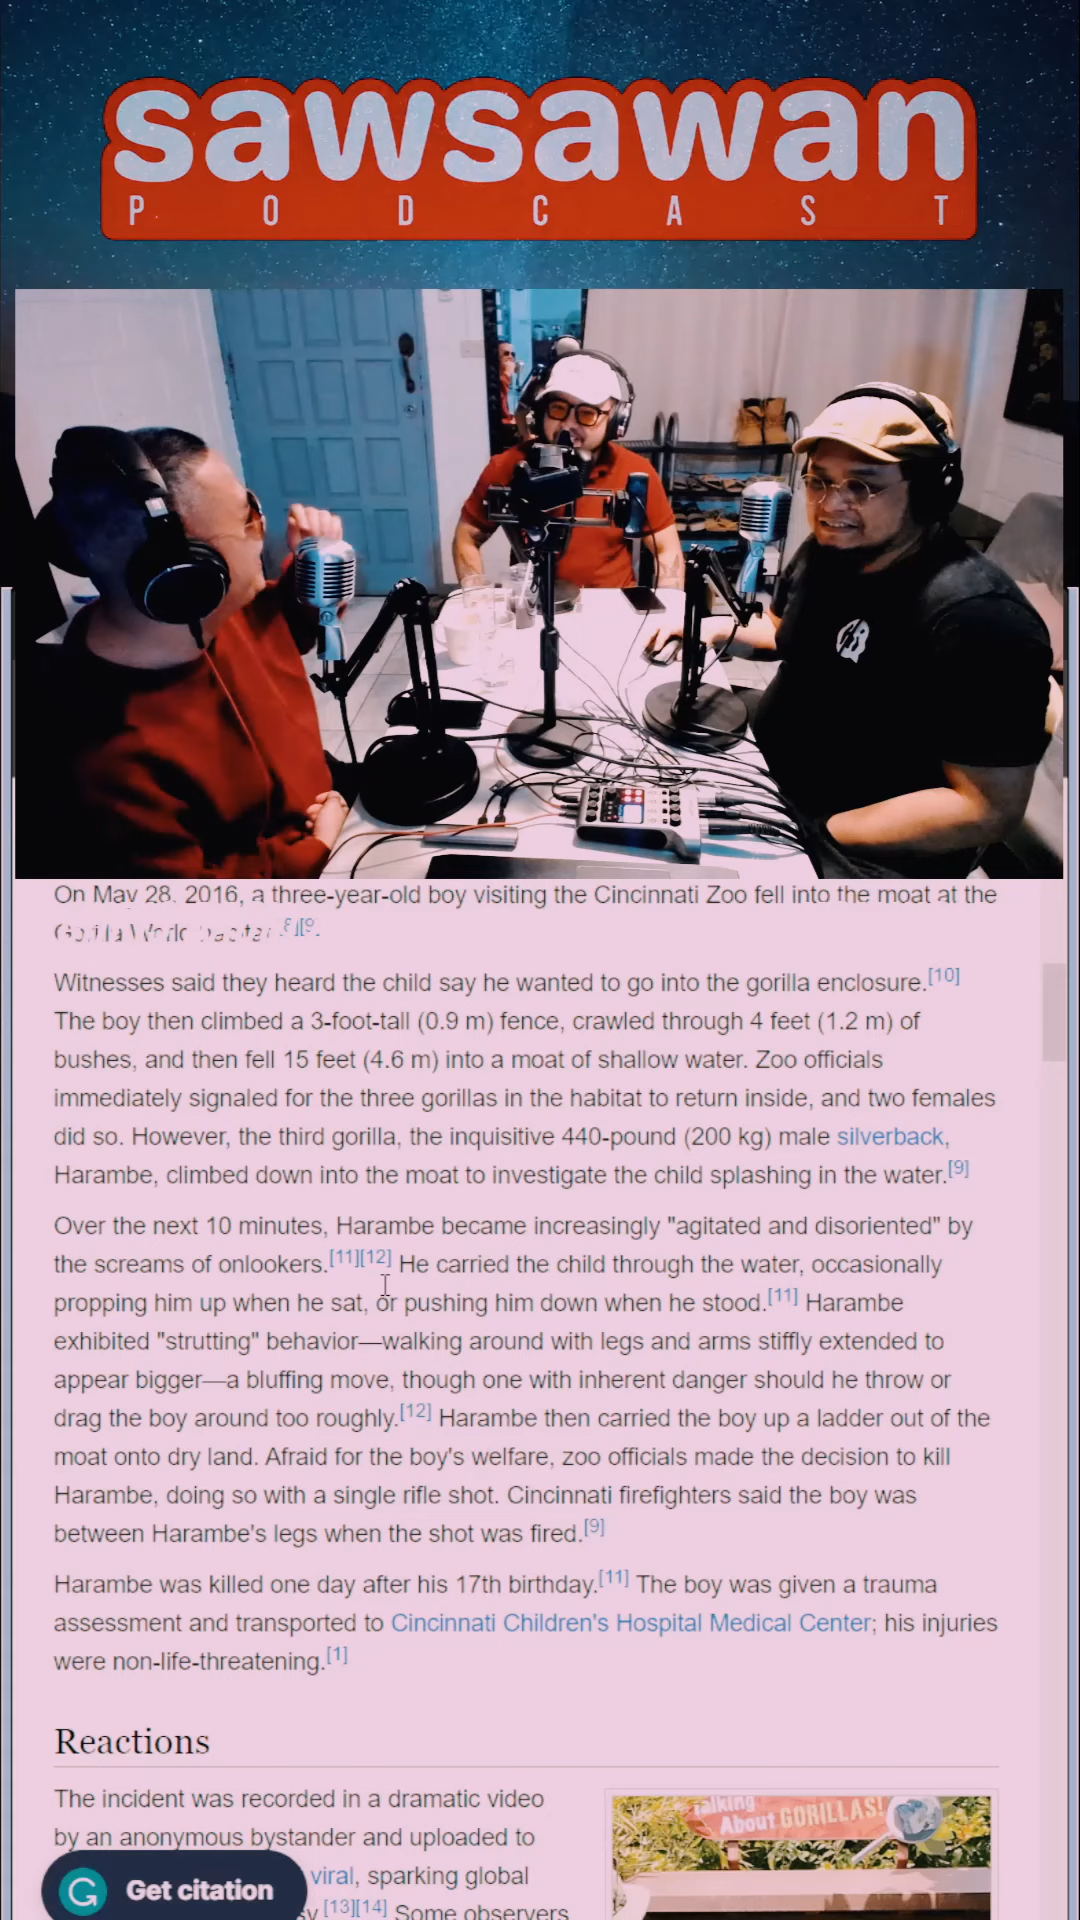 sawsawan
PODCAST
On May 28, 2016, a three-year-old boy visiting the Cincinnati Zoo fell into the moat at the
Gorilla World habitat.[8][9]
Witnesses said they heard the child say he wanted to go into the gorilla enclosure.[10]
The boy then climbed a 3-foot-tall (0.9 m) fence, crawled through 4 feet (1.2 m) of
bushes, and then fell 15 feet (4.6 m) into a moat of shallow water. Zoo officials
immediately signaled for the three gorillas in the habitat to return inside, and two females
did so. However, the third gorilla, the inquisitive 440-pound (200 kg) male silverback,
Harambe, climbed down into the moat to investigate the child splashing in the water.[9]
Over the next 10 minutes, Harambe became increasingly "agitated and disoriented" by
the screams of onlookers.[11][12] He carried the child through the water, occasionally
propping him up when he sat, or pushing him down when he stood.[11] Harambe
exhibited "strutting" behavior—walking around with legs and arms stiffly extended to
appear bigger—a bluffing move, though one with inherent danger should he throw or
drag the boy around too roughly.[12] Harambe then carried the boy up a ladder out of the
moat onto dry land. Afraid for the boy's welfare, zoo officials made the decision to kill
Harambe, doing so with a single rifle shot. Cincinnati firefighters said the boy was
between Harambe's legs when the shot was fired.[9]
Harambe was killed one day after his 17th birthday.[11] The boy was given a trauma
assessment and transported to Cincinnati Children's Hospital Medical Center; his injuries
were non-life-threatening.[1]
Reactions
The incident was recorded in a dramatic video
by an anonymous bystander and uploaded to
viral, sparking global
[13][14] Some observers
Talking
About GORILLAS!
Get citation